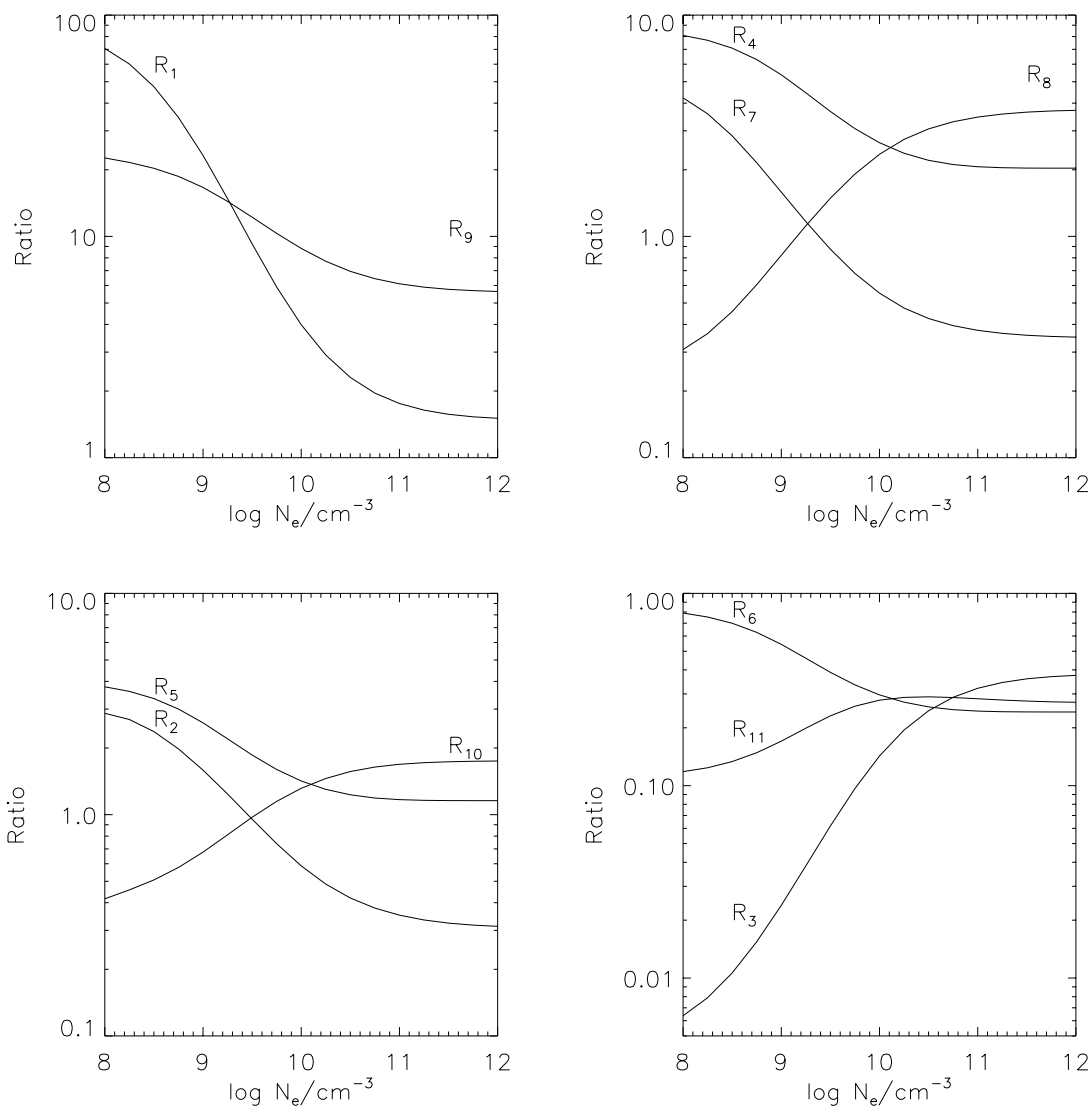 100
10
1
Ratio
R₁
R₉
8 9 10 11 12
log Nₑ/cm⁻³
10.0
1.0
0.1
Ratio
R₄
R₇
R₈
8 9 10 11 12
log Nₑ/cm⁻³
10.0
1.0
0.1
Ratio
R₅
R₂
R₁₀
8 9 10 11 12
log Nₑ/cm⁻³
1.00
0.10
0.01
Ratio
R₆
R₁₁
R₃
8 9 10 11 12
log Nₑ/cm⁻³